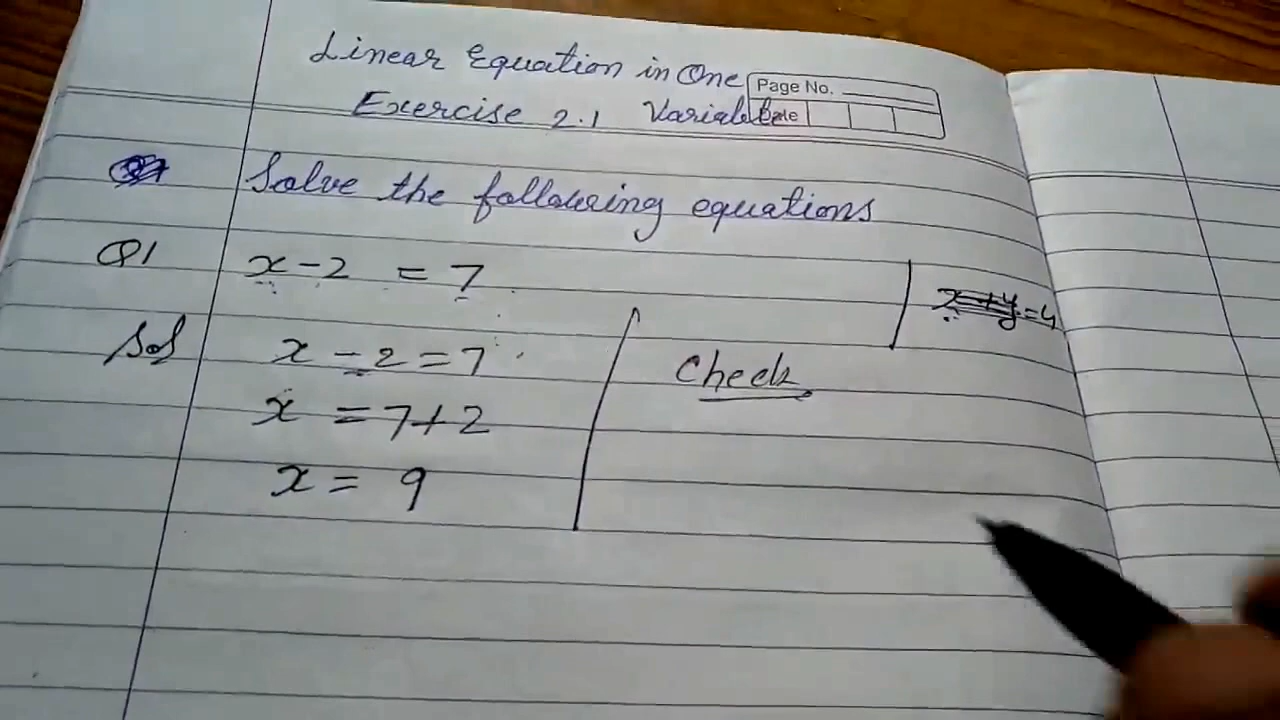 Linear Equation in One
Page No.
Exercise 2.1 Variable
Solve the following equations
Q1 x - 2 = 7
x + y = 4
Sol x - 2 = 7
Check
x = 7 + 2
x = 9